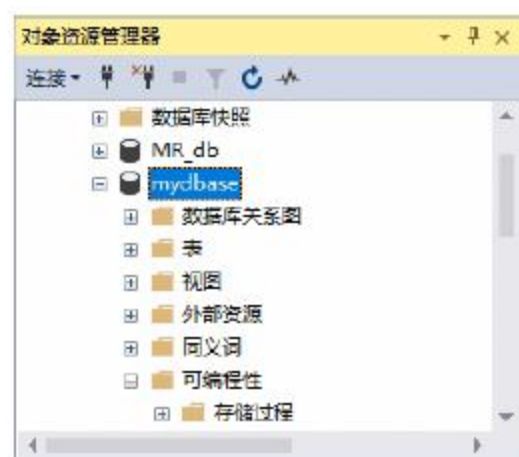 对象资源管理器
连接
数据库快照
MR_db
mydbase
数据库关系图
表
视图
外部资源
同义词
可编程性
存储过程